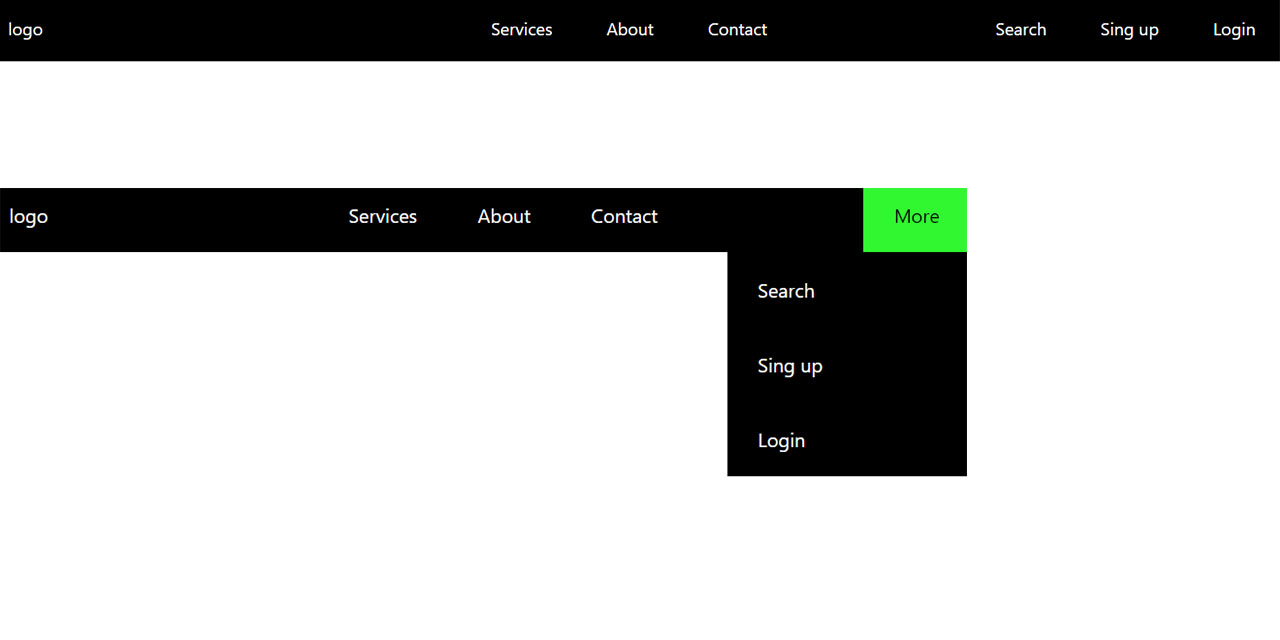 logo Services About Contact Search Sing up Login
logo Services About Contact More
Search
Sing up
Login